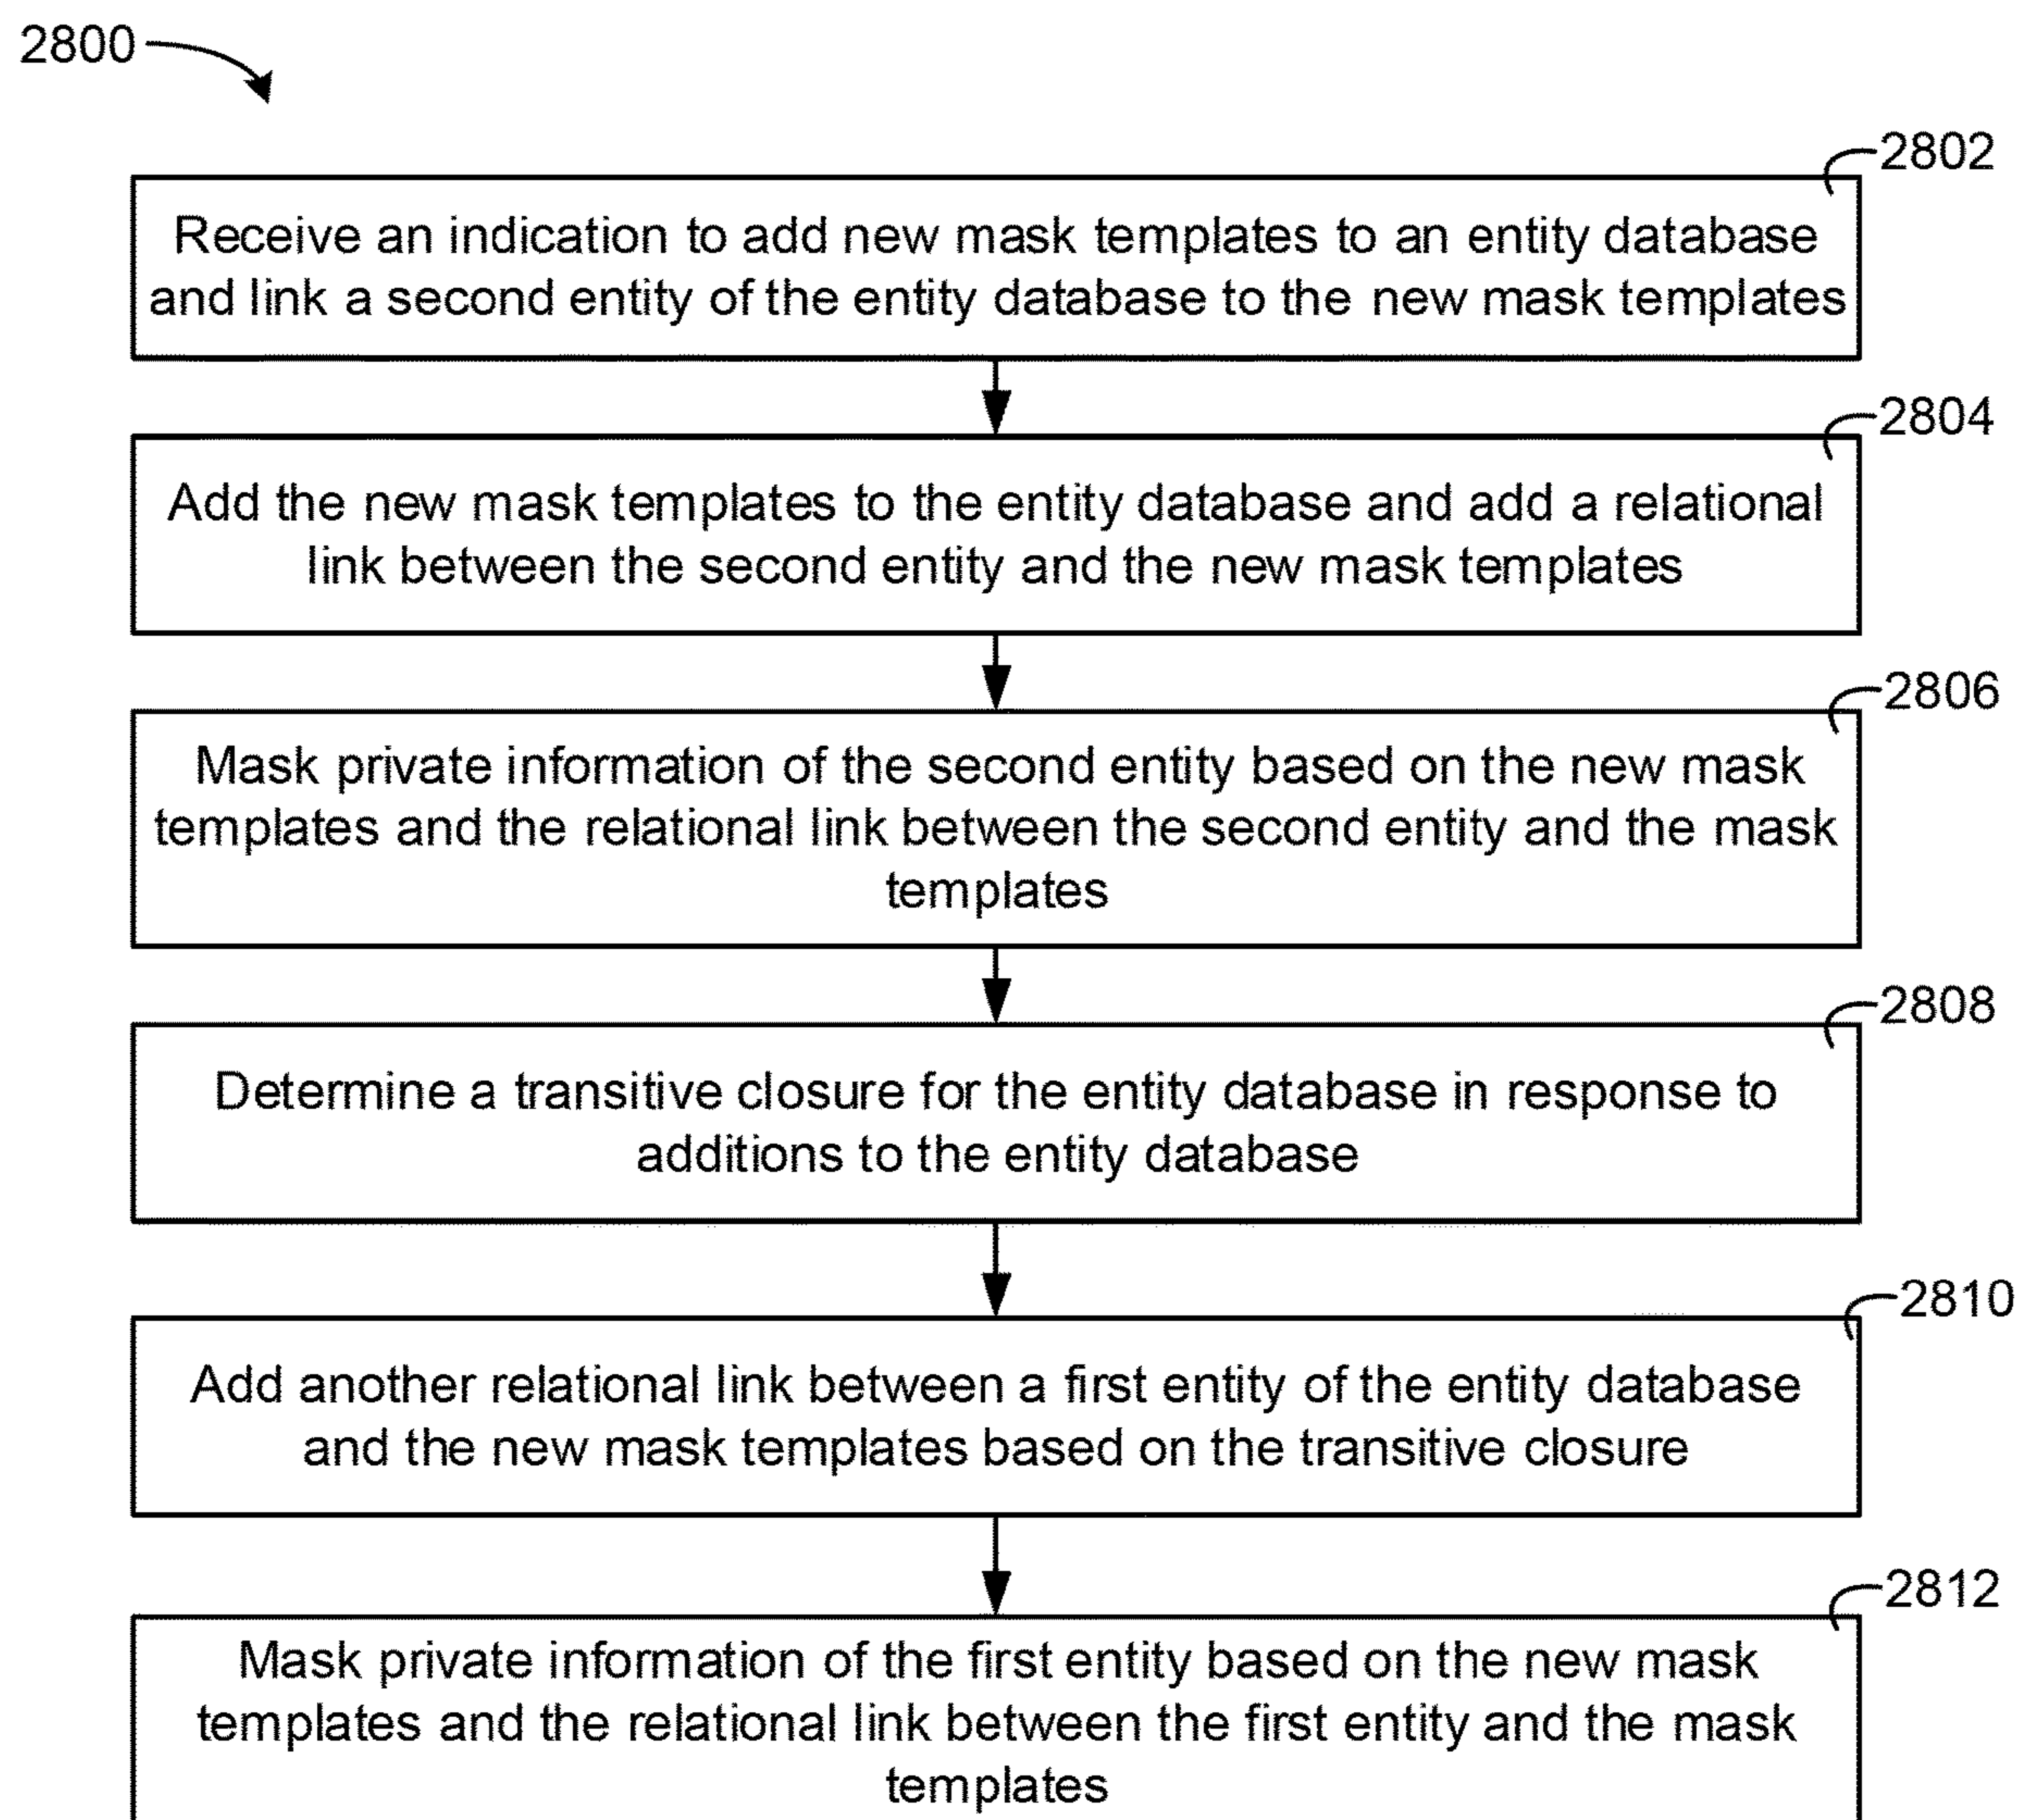 2800
2802
Receive an indication to add new mask templates to an entity database
and link a second entity of the entity database to the new mask templates
2804
Add the new mask templates to the entity database and add a relational
link between the second entity and the new mask templates
2806
Mask private information of the second entity based on the new mask
templates and the relational link between the second entity and the mask
templates
2808
Determine a transitive closure for the entity database in response to
additions to the entity database
2810
Add another relational link between a first entity of the entity database
and the new mask templates based on the transitive closure
2812
Mask private information of the first entity based on the new mask
templates and the relational link between the first entity and the mask
templates